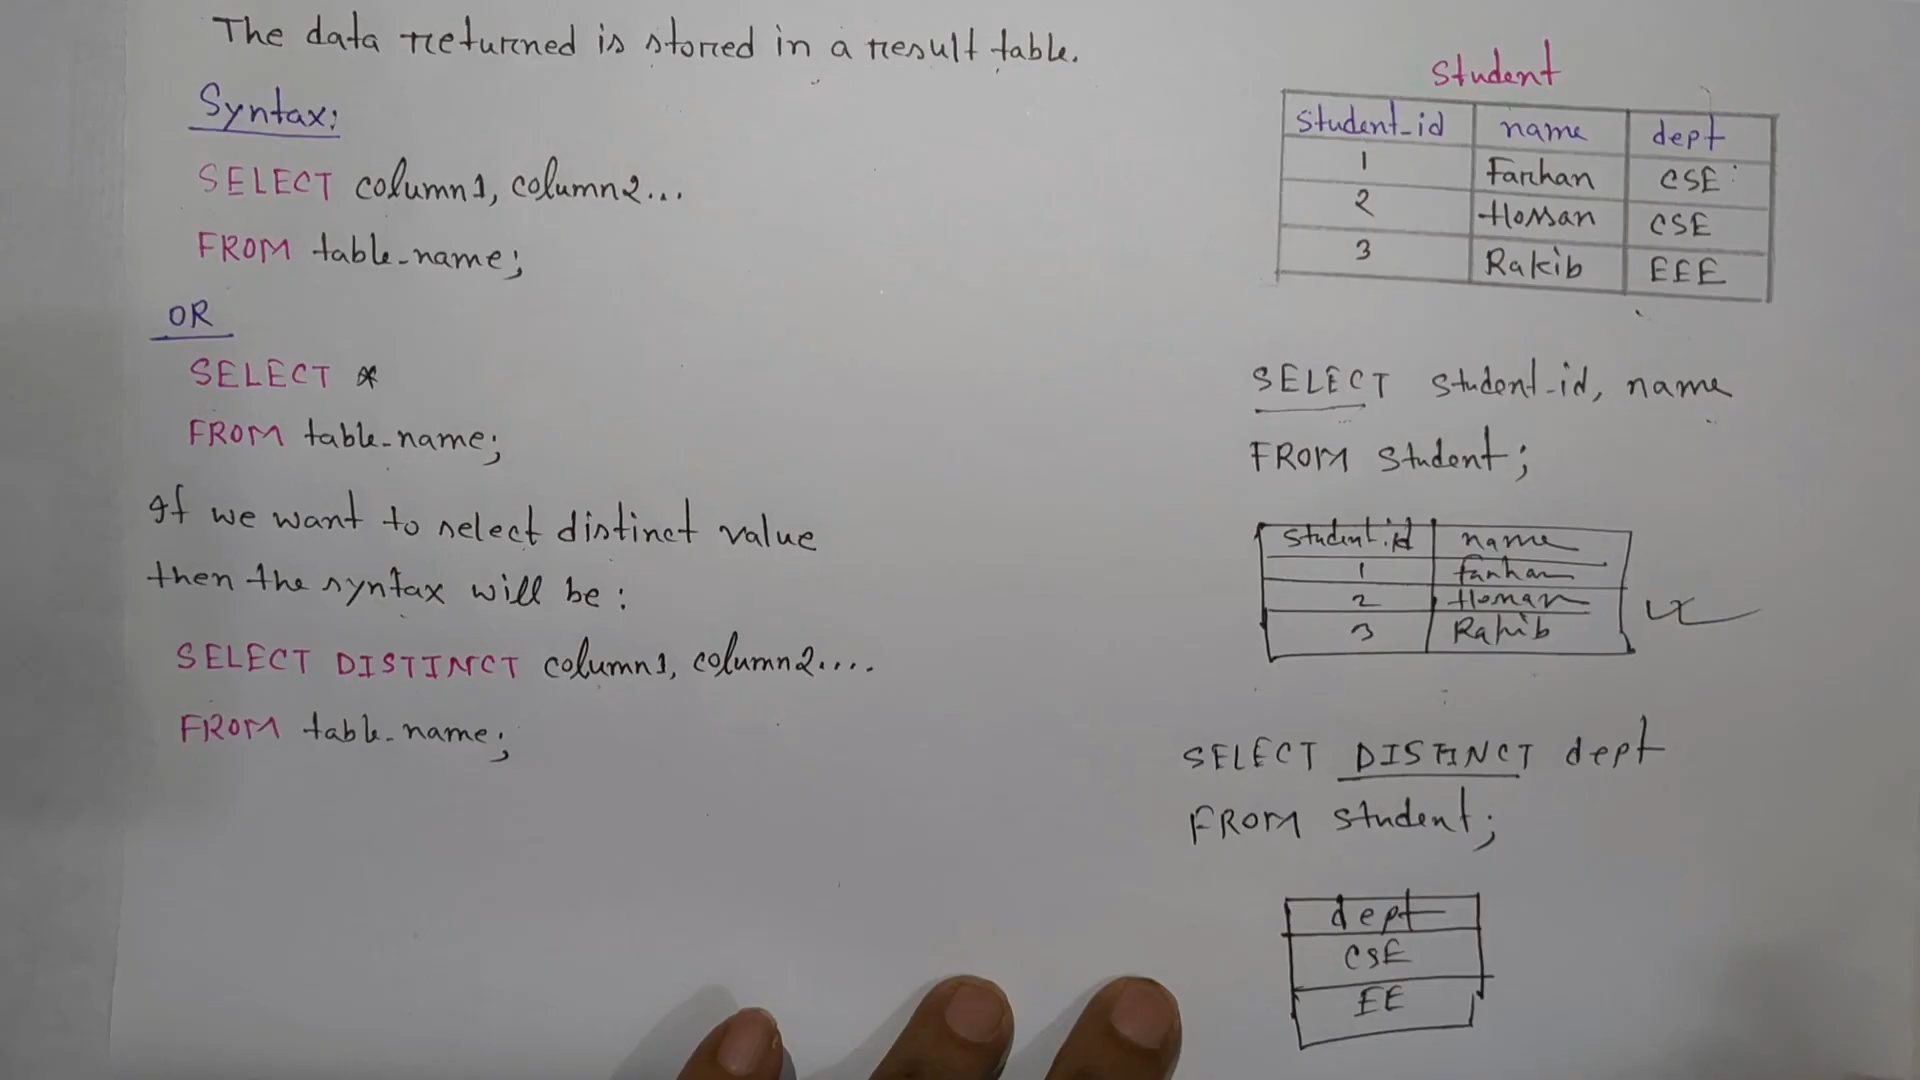 The data returned is stored in a result table.
Syntax:
SELECT column1, column2...
FROM table_name;
OR
SELECT *
FROM table_name;
If we want to select distinct value
then the syntax will be:
SELECT DISTINCT column1, column2....
FROM table_name;
Student
Student_id name dept
1 Farhan CSE
2 Hossan CSE
3 Rakib EEE
SELECT student_id, name
FROM student;
student_id name
1 farhan
2 Hossan
3 Rakib
SELECT DISTINCT dept
FROM student;
dept
CSE
EE